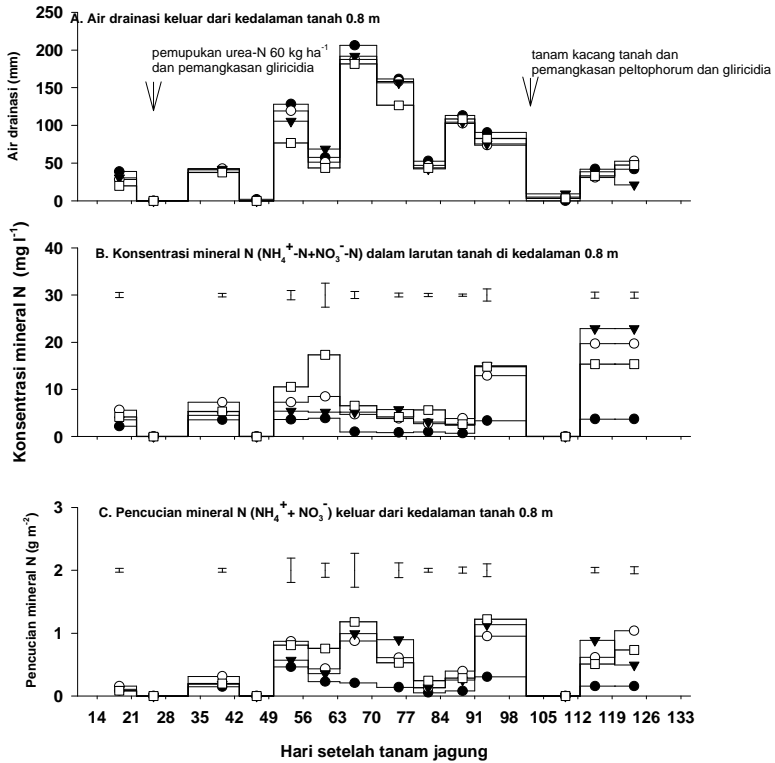 A. Air drainasi keluar dari kedalaman tanah 0.8 m
pemupukan urea-N 60 kg ha⁻¹
dan pemangkasan gliricidia
tanam kacang tanah dan
pemangkasan peltophorum dan gliricidia
Air drainasi (mm)
250
200
150
100
50
0
B. Konsentrasi mineral N (NH₄⁺-N+NO₃⁻-N) dalam larutan tanah di kedalaman 0.8 m
Konsentrasi mineral N (mg l⁻¹)
40
30
20
10
0
C. Pencucian mineral N (NH₄⁺+ NO₃⁻) keluar dari kedalaman tanah 0.8 m
Pencucian mineral N (g m⁻²)
3
2
1
0
14 21 28 35 42 49 56 63 70 77 84 91 98 105 112 119 126 133
Hari setelah tanam jagung